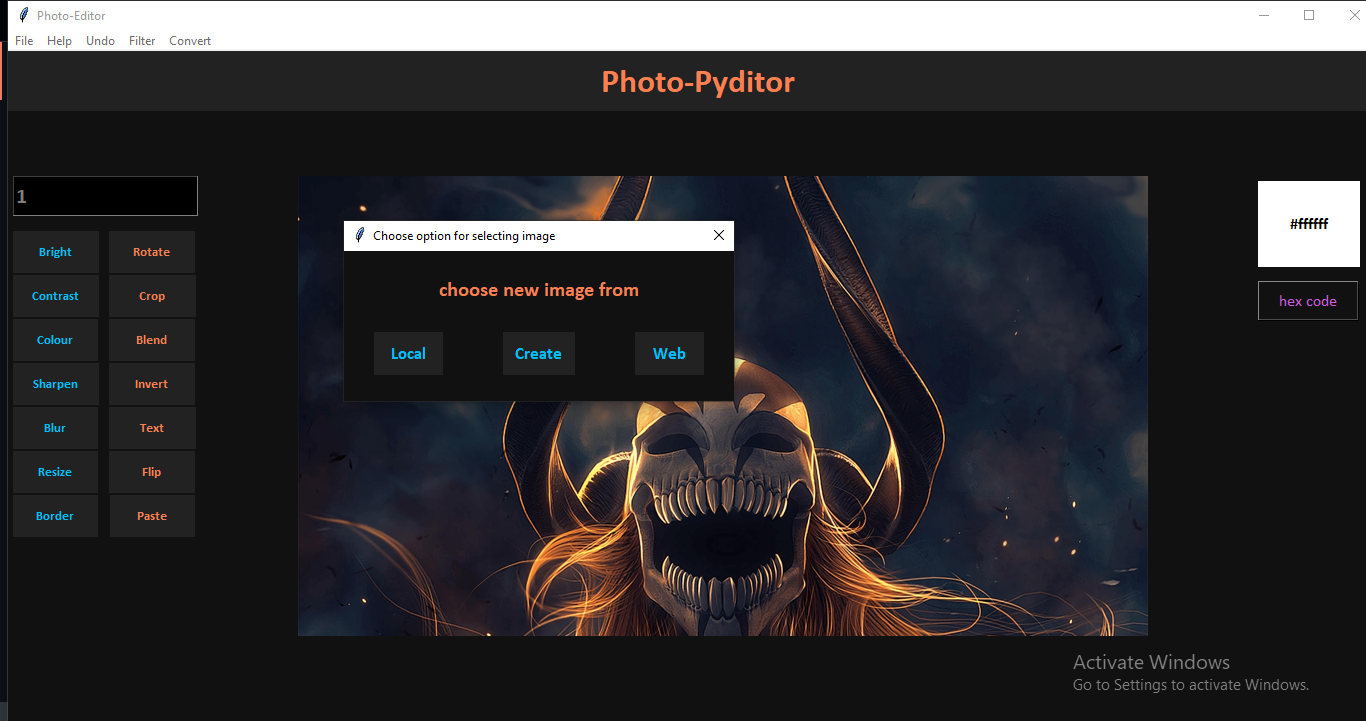 Photo-Editor
File Help Undo Filter Convert
Photo-Pyditor
1
Bright Rotate
Contrast Crop
Colour Blend
Sharpen Invert
Blur Text
Resize Flip
Border Paste
Choose option for selecting image
choose new image from
Local Create Web
#ffffff
hex code
Activate Windows
Go to Settings to activate Windows.